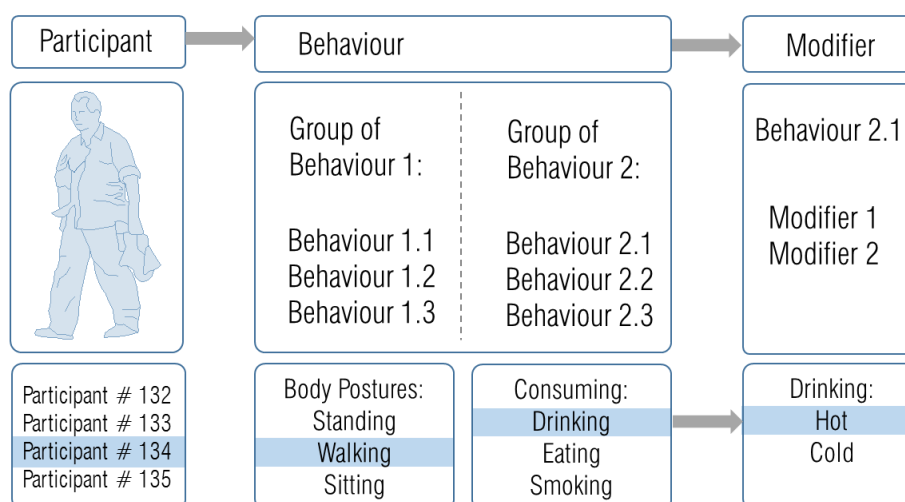 Participant
Behaviour
Modifier
Group of
Behaviour 1:
Behaviour 1.1
Behaviour 1.2
Behaviour 1.3
Group of
Behaviour 2:
Behaviour 2.1
Behaviour 2.2
Behaviour 2.3
Behaviour 2.1
Modifier 1
Modifier 2
Participant # 132
Participant # 133
Participant # 134
Participant # 135
Body Postures:
Standing
Walking
Sitting
Consuming:
Drinking
Eating
Smoking
Drinking:
Hot
Cold